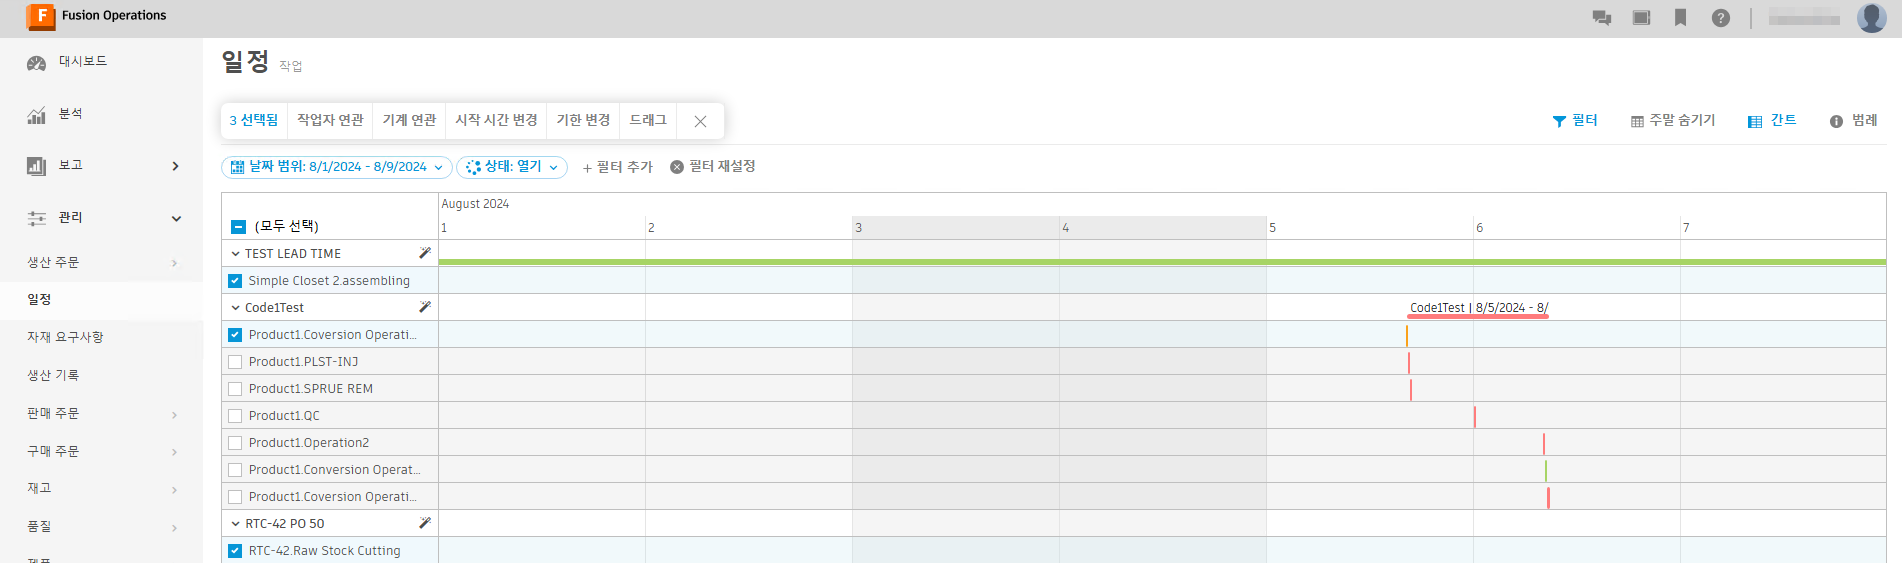 Fusion Operations
대시보드
분석
보고
관리
생산 주문
일정
자재 요구사항
생산 기록
판매 주문
구매 주문
재고
품질
일정 작업
3 선택됨 작업자 연관 기계 연관 시작 시간 변경 기한 변경 드래그
필터 주말 숨기기 간트 범례
날짜 범위: 8/1/2024 - 8/9/2024 상태: 열기 + 필터 추가 필터 재설정
August 2024
(모두 선택) 1 2 3 4 5 6 7
TEST LEAD TIME
Simple Closet 2.assembling
Code1Test Code1Test | 8/5/2024 - 8/
Product1.Coversion Operati...
Product1.PLST-INJ
Product1.SPRUE REM
Product1.QC
Product1.Operation2
Product1.Conversion Operat...
Product1.Coversion Operati...
RTC-42 PO 50
RTC-42.Raw Stock Cutting